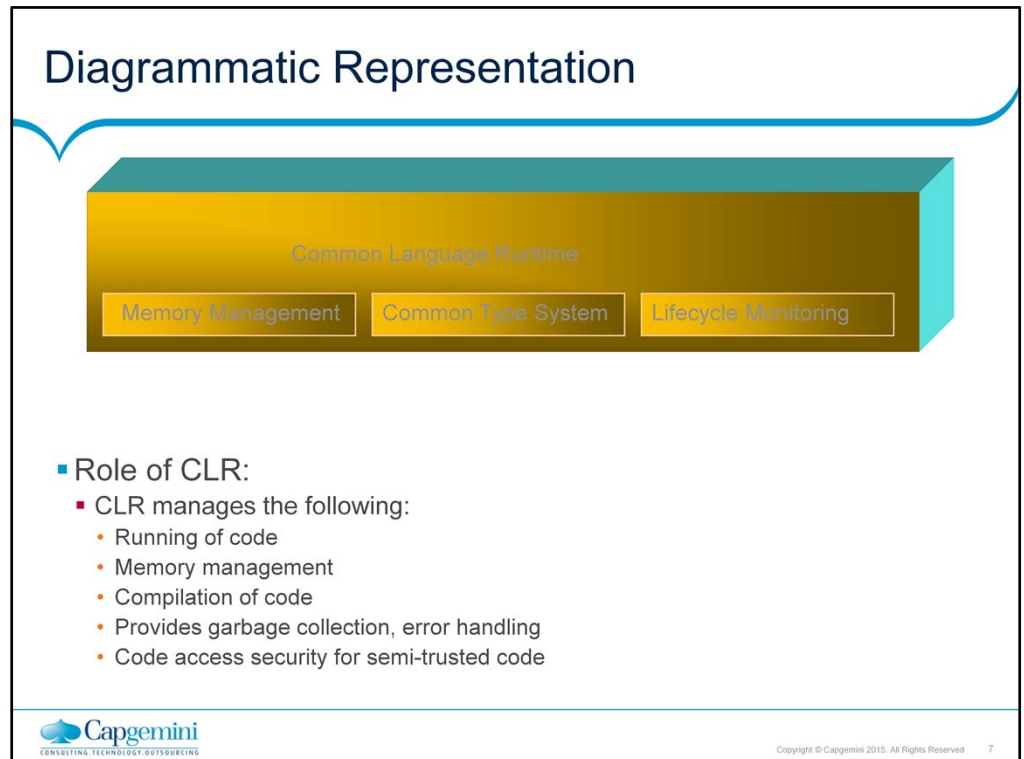 Diagrammatic Representation
Common Language Runtime
Memory Management
Common Type System
Lifecycle Monitoring
▪ Role of CLR:
▪ CLR manages the following:
• Running of code
• Memory management
• Compilation of code
• Provides garbage collection, error handling
• Code access security for semi-trusted code
Capgemini
CONSULTING.TECHNOLOGY.OUTSOURCING
Copyright © Capgemini 2015. All Rights Reserved 7